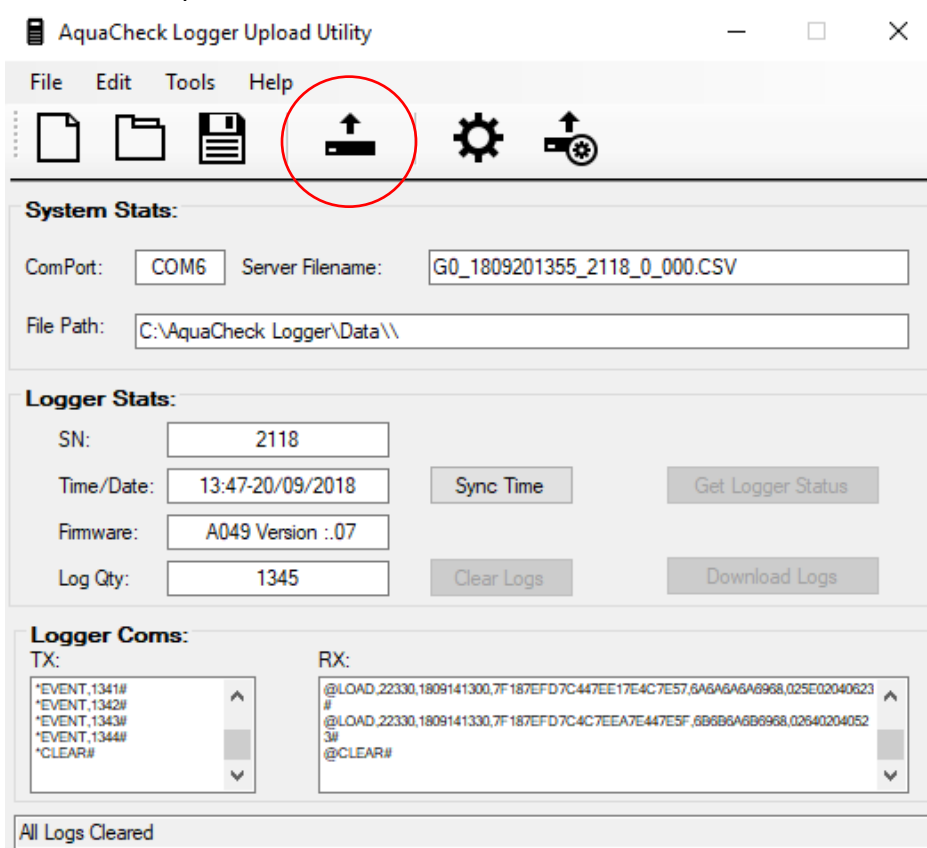 AquaCheck Logger Upload Utility
File Edit Tools Help
System Stats:
ComPort: COM6 Server Filename: G0_1809201355_2118_0_000.CSV
File Path: C:\AquaCheck Logger\Data\\
Logger Stats:
SN: 2118
Time/Date: 13:47-20/09/2018 Sync Time Get Logger Status
Firmware: A049 Version :.07
Log Qty: 1345 Clear Logs Download Logs
Logger Coms:
TX: RX:
*EVENT,1341#
*EVENT,1342#
*EVENT,1343#
*EVENT,1344#
*CLEAR#
@LOAD,22330,1809141300,7F187EFD7C447EE17E4C7E57,6A6A6A6A6968,025E02040623
#
@LOAD,22330,1809141330,7F187EFD7C4C7EEA7E447E5F,6B6B6A6B6968,02640204052
3#
@CLEAR#
All Logs Cleared